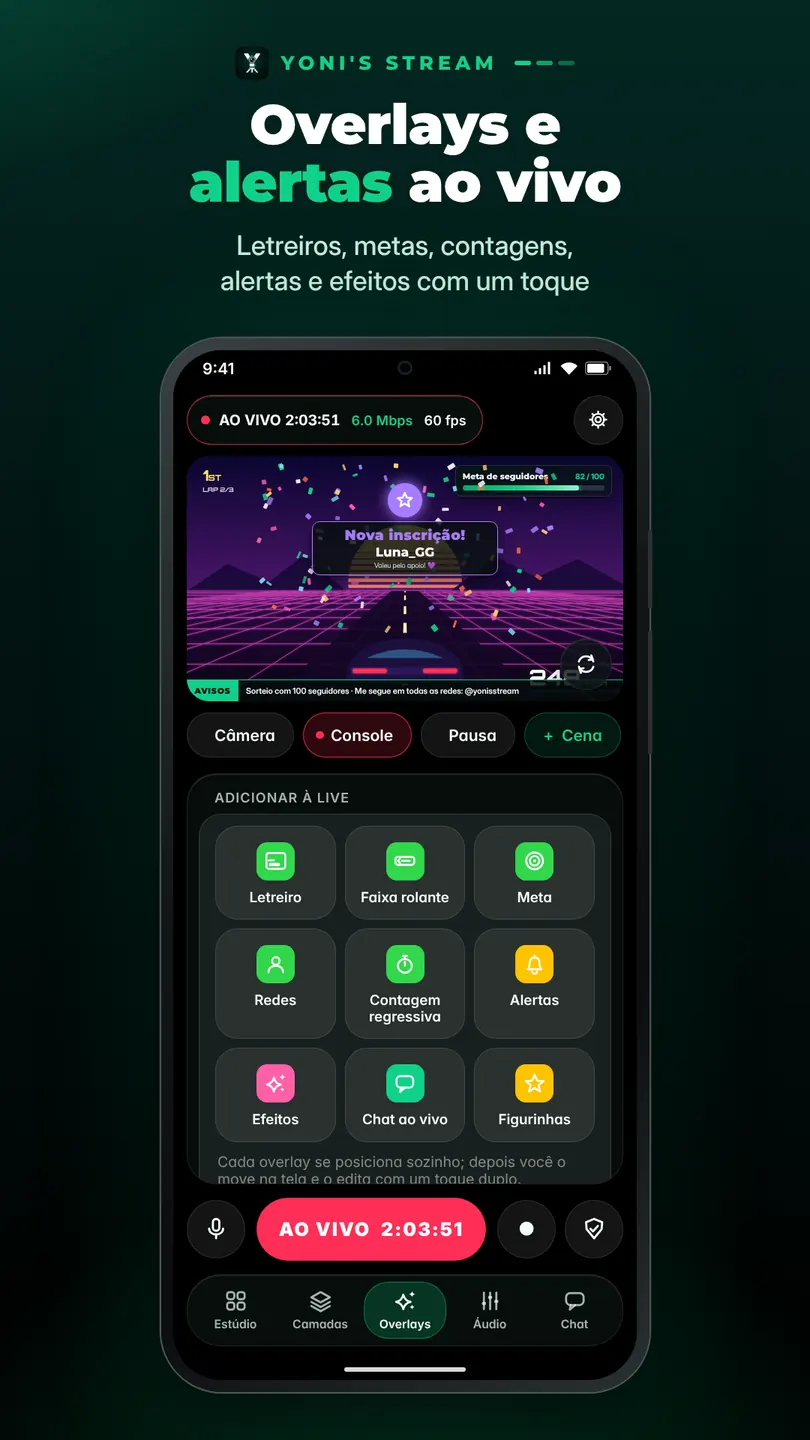 YONI'S STREAM
Overlays e
alertas ao vivo
Letreiros, metas, contagens,
alertas e efeitos com um toque
9:41
AO VIVO 2:03:51 6.0 Mbps 60 fps
1ST
LAP 2/3
Meta de seguidores 82 / 100
Nova inscrição!
Luna_GG
Valeu pelo apoio! 💜
248
AVISOS Sorteio com 100 seguidores · Me segue em todas as redes: @yonisstream
Câmera Console Pausa + Cena
ADICIONAR À LIVE
Letreiro Faixa rolante Meta
Redes Contagem regressiva Alertas
Efeitos Chat ao vivo Figurinhas
Cada overlay se posiciona sozinho; depois você o
move na tela e o edita com um toque duplo.
AO VIVO 2:03:51
Estúdio Camadas Overlays Áudio Chat